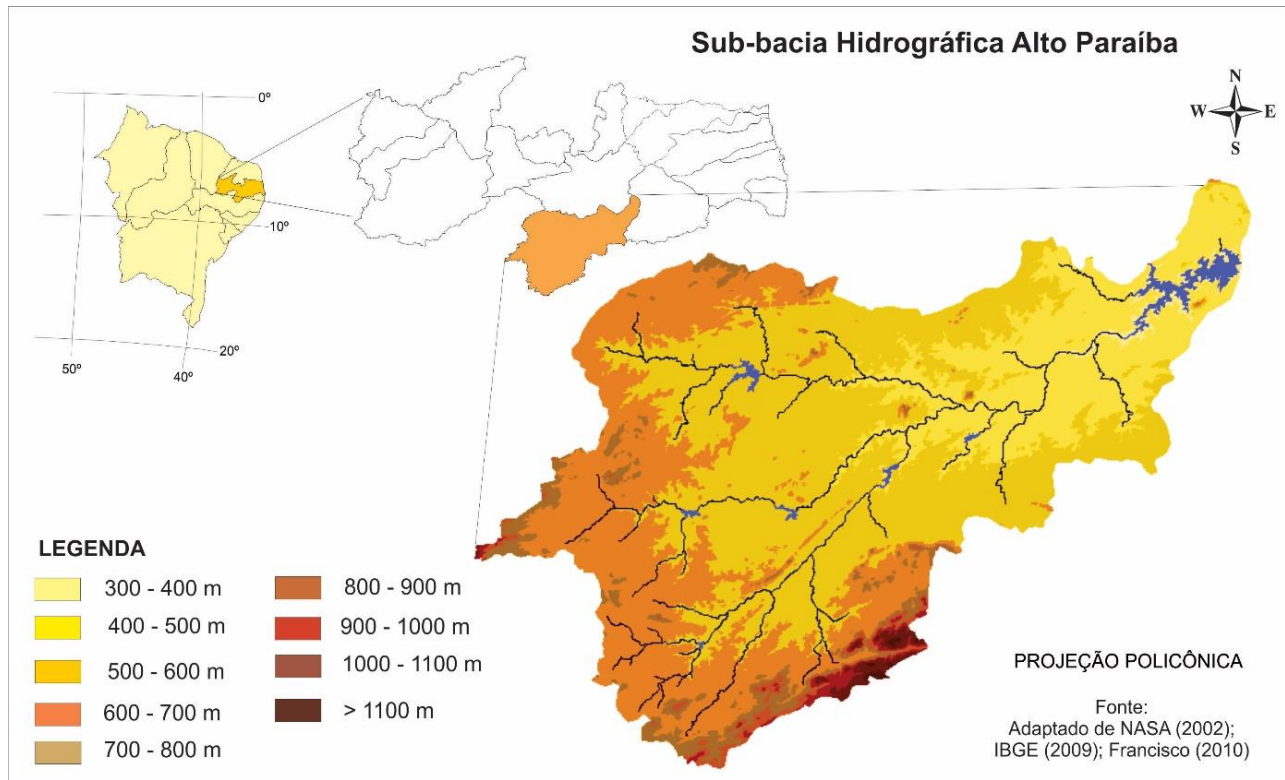 Sub-bacia Hidrográfica Alto Paraíba
N
W E
S
0º
10º
20º
50º
40º
LEGENDA
300 - 400 m
400 - 500 m
500 - 600 m
600 - 700 m
700 - 800 m
800 - 900 m
900 - 1000 m
1000 - 1100 m
> 1100 m
PROJEÇÃO POLICÔNICA
Fonte:
Adaptado de NASA (2002);
IBGE (2009); Francisco (2010)